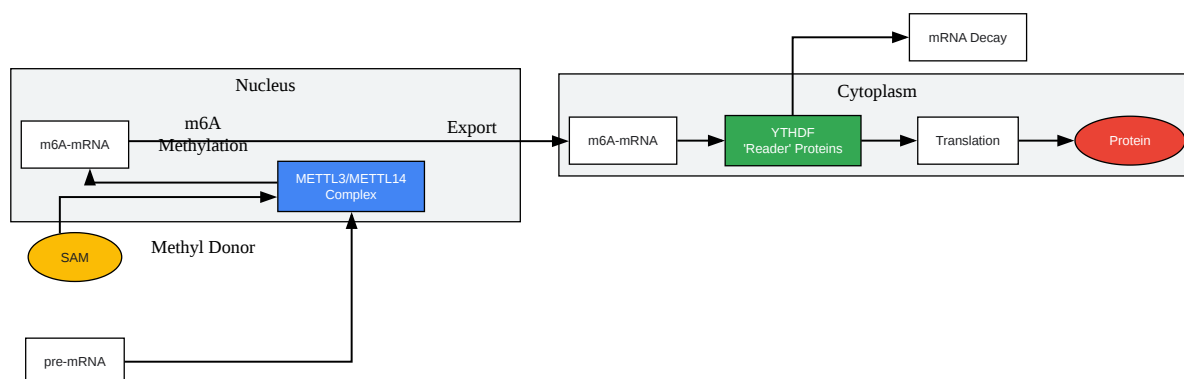 mRNA Decay
Nucleus
Cytoplasm
m6A
Methylation
Export
m6A-mRNA
m6A-mRNA
YTHDF
'Reader' Proteins
Translation
Protein
METTL3/METTL14
Complex
SAM
Methyl Donor
pre-mRNA